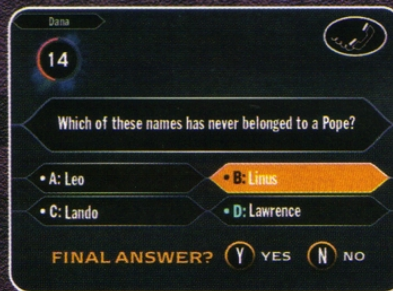 Dana
14
Which of these names has never belonged to a Pope?
• A: Leo
• B: Linus
• C: Lando
• D: Lawrence
FINAL ANSWER? Y YES N NO